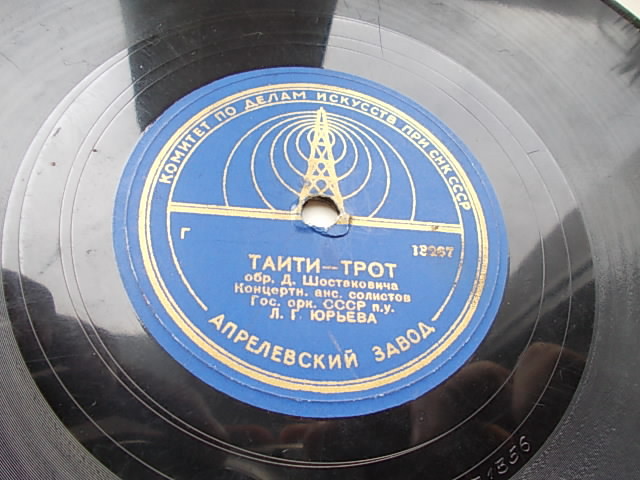 КОМИТЕТ ПО ДЕЛАМ ИСКУССТВ ПРИ СНК СССР
Г
18267
ТАИТИ—ТРОТ
обр. Д. Шостаковича
Концертн. анс. солистов
Гос. орк. СССР п.у.
Л. Г. ЮРЬЕВА
АПРЕЛЕВСКИЙ ЗАВОД